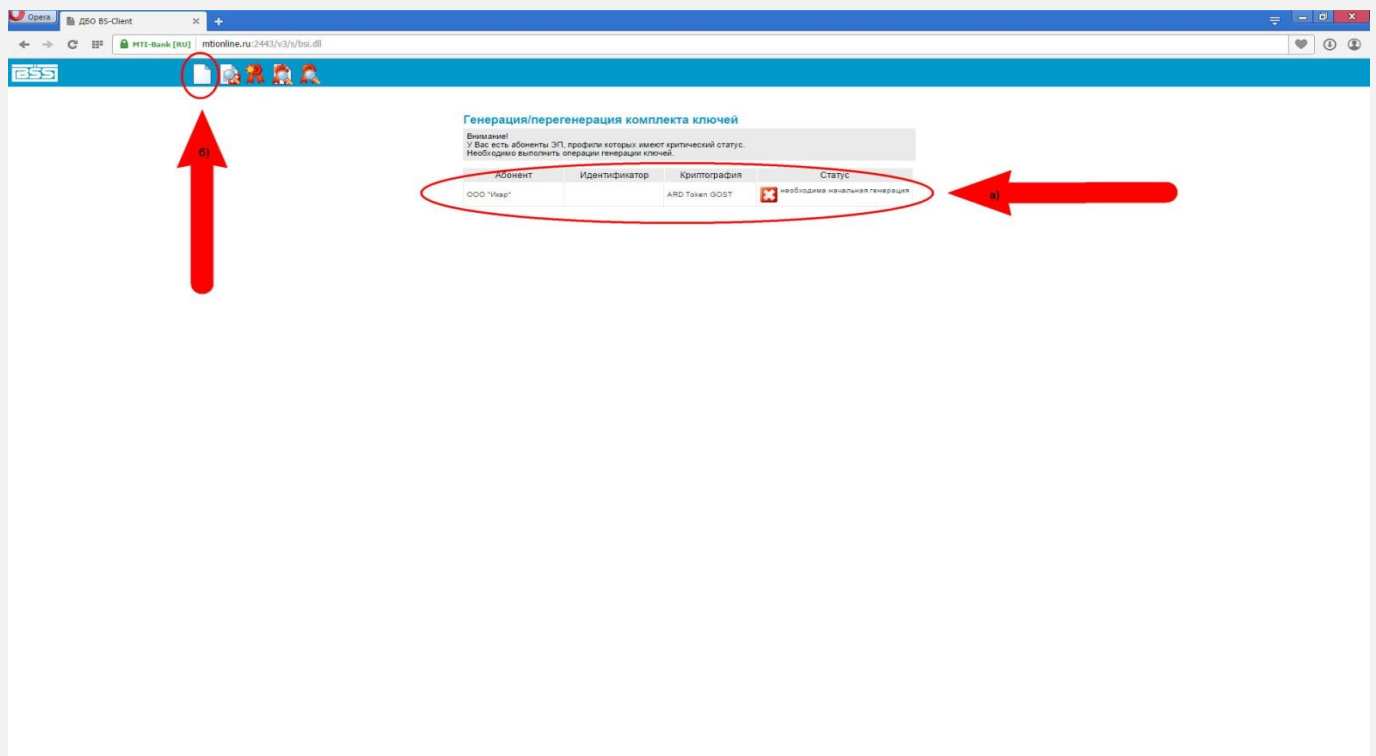 Opera
ДБО BS-Client
MTI-Bank [RU] mtionline.ru:2443/v3/s/bsi.dll
BSS
Генерация/перегенерация комплекта ключей
Внимание!
У Вас есть абоненты ЭП, профили которых имеют критический статус.
Необходимо выполнить операции генерации ключей.
Абонент Идентификатор Криптография Статус
ООО "Икар" ARD Token GOST необходима начальная генерация
а)
б)